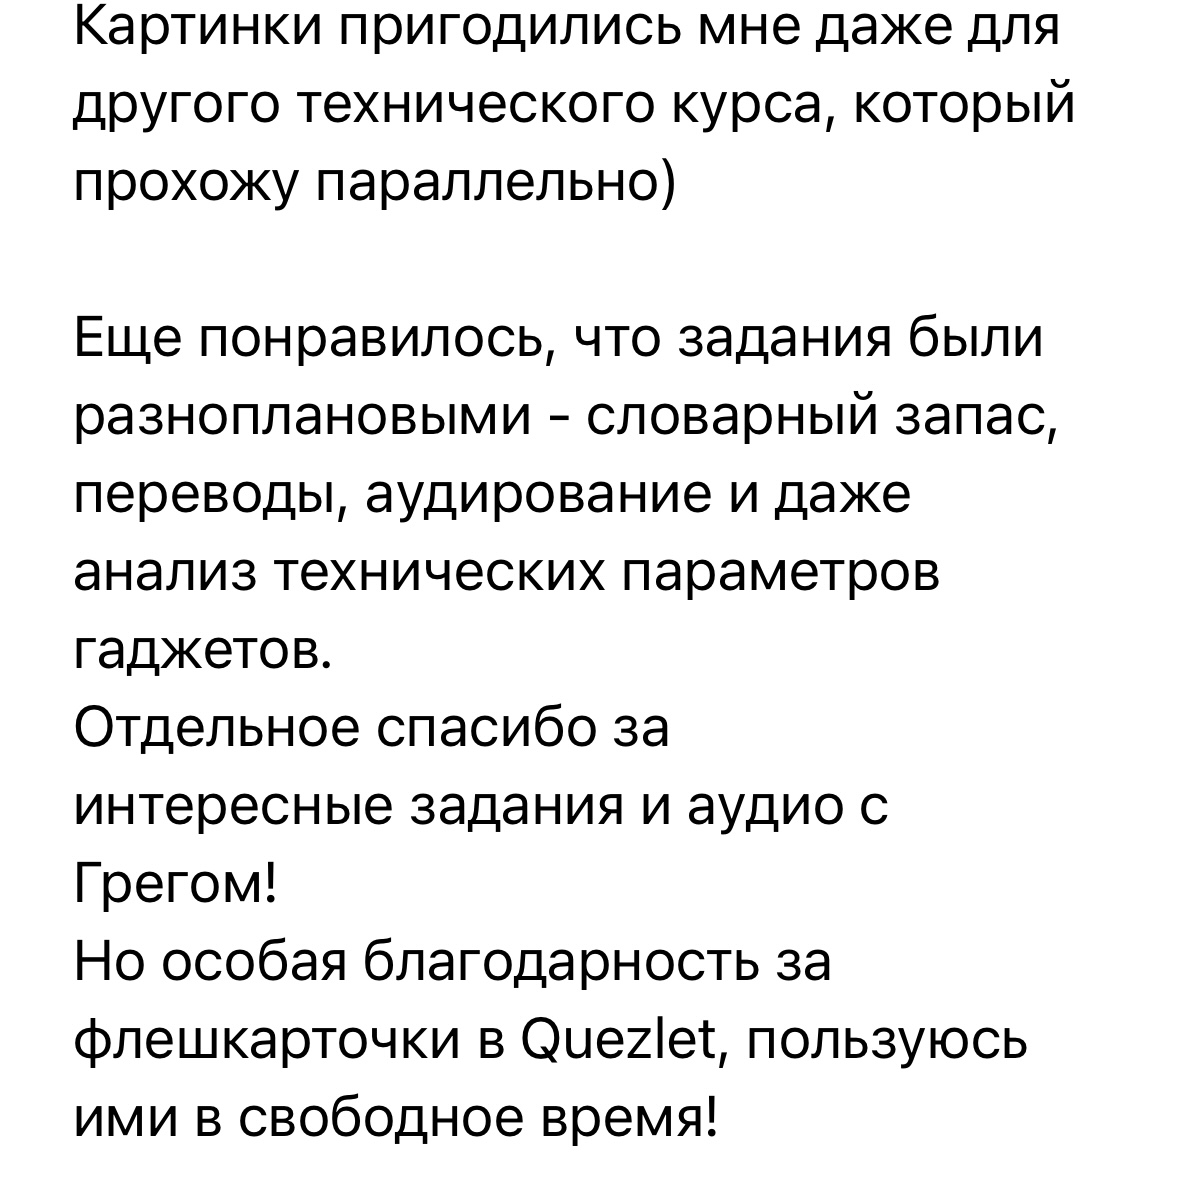 Картинки пригодились мне даже для
другого технического курса, который
прохожу параллельно)
Еще понравилось, что задания были
разноплановыми - словарный запас,
переводы, аудирование и даже
анализ технических параметров
гаджетов.
Отдельное спасибо за
интересные задания и аудио с
Грегом!
Но особая благодарность за
флешкарточки в Quezlet, пользуюсь
ими в свободное время!